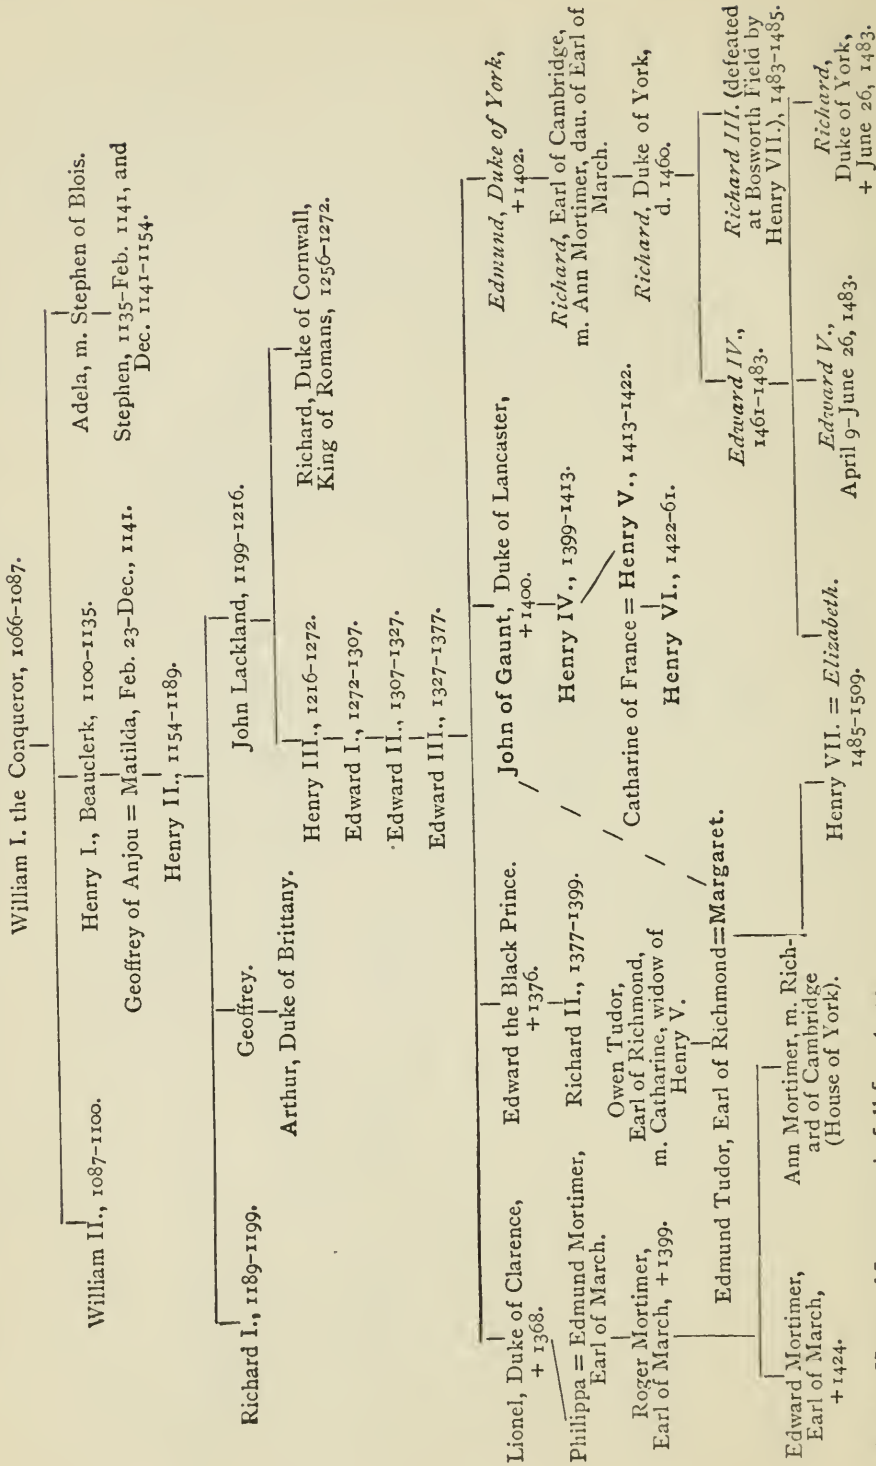 William I. the Conqueror, 1066-1087.
William II., 1087-1100.
Henry I., Beauclerk, 1100-1135.
Adela, m. Stephen of Blois.
Geoffrey of Anjou = Matilda, Feb. 23-Dec., 1141.
Stephen, 1135-Feb. 1141, and
Dec. 1141-1154.
Henry II., 1154-1189.
Richard I., 1189-1199.
Geoffrey.
John Lackland, 1199-1216.
Arthur, Duke of Brittany.
Henry III., 1216-1272.
Richard, Duke of Cornwall,
King of Romans, 1256-1272.
Edward I., 1272-1307.
Edward II., 1307-1327.
Edward III., 1327-1377.
Lionel, Duke of Clarence,
+ 1368.
Edward the Black Prince.
+ 1376.
John of Gaunt, Duke of Lancaster,
+ 1400.
Edmund, Duke of York,
+ 1402.
Philippa = Edmund Mortimer,
Earl of March.
Richard II., 1377-1399.
Henry IV., 1399-1413.
Richard, Earl of Cambridge,
m. Ann Mortimer, dau. of Earl of
March.
Roger Mortimer,
Earl of March, +1399.
Owen Tudor,
Earl of Richmond,
m. Catharine, widow of
Henry V.
Catharine of France = Henry V., 1413-1422.
Richard, Duke of York,
d. 1460.
Henry VI., 1422-61.
Edmund Tudor, Earl of Richmond=Margaret.
Edward IV.,
1461-1483.
Richard III. (defeated
at Bosworth Field by
Henry VII.), 1483-1485.
Edward Mortimer,
Earl of March,
+ 1424.
Ann Mortimer, m. Rich-
ard of Cambridge
(House of York).
Henry VII. = Elizabeth.
1485-1509.
Edward V.,
April 9-June 26, 1483.
Richard,
Duke of York,
+ June 26, 1483.